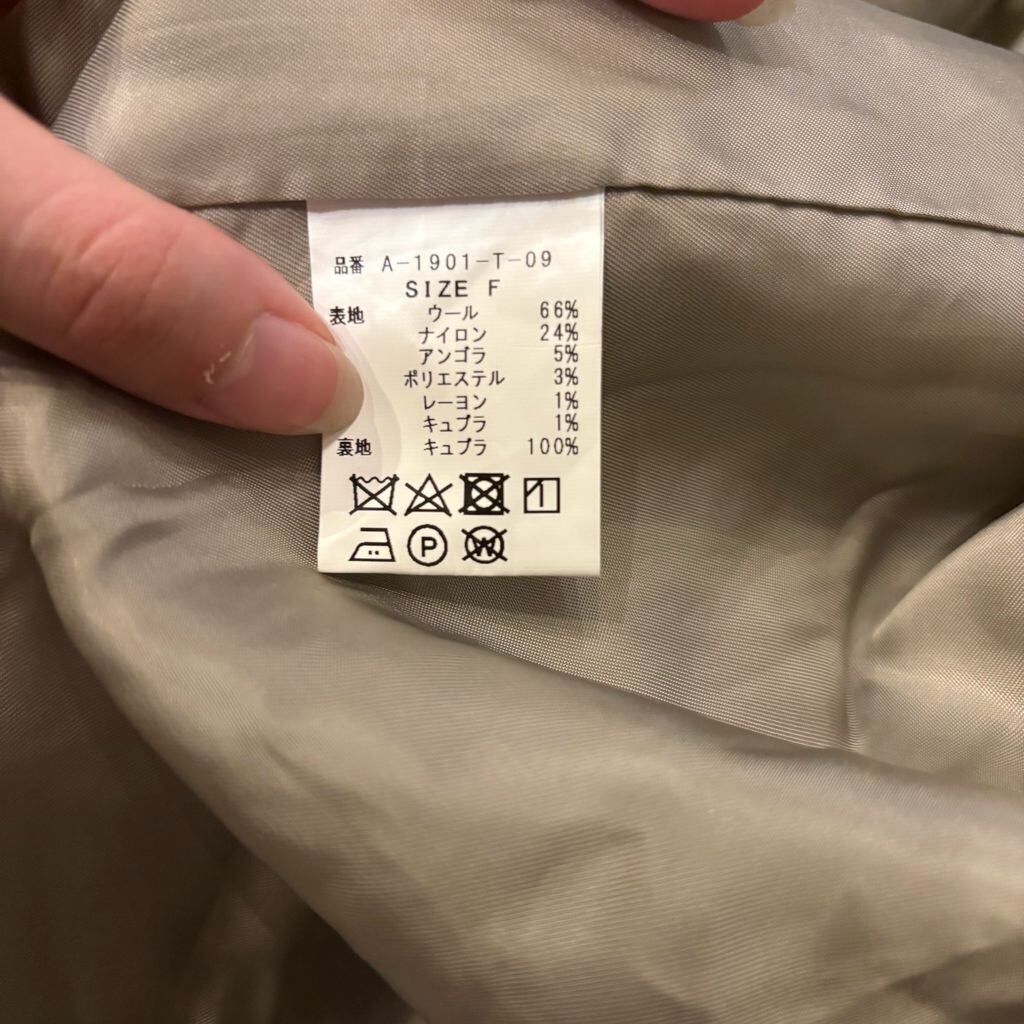 品番 A-1901-T-09
SIZE F
表地 ウール 66%
ナイロン 24%
アンゴラ 5%
ポリエステル 3%
レーヨン 1%
キュプラ 1%
裏地 キュプラ 100%
P W